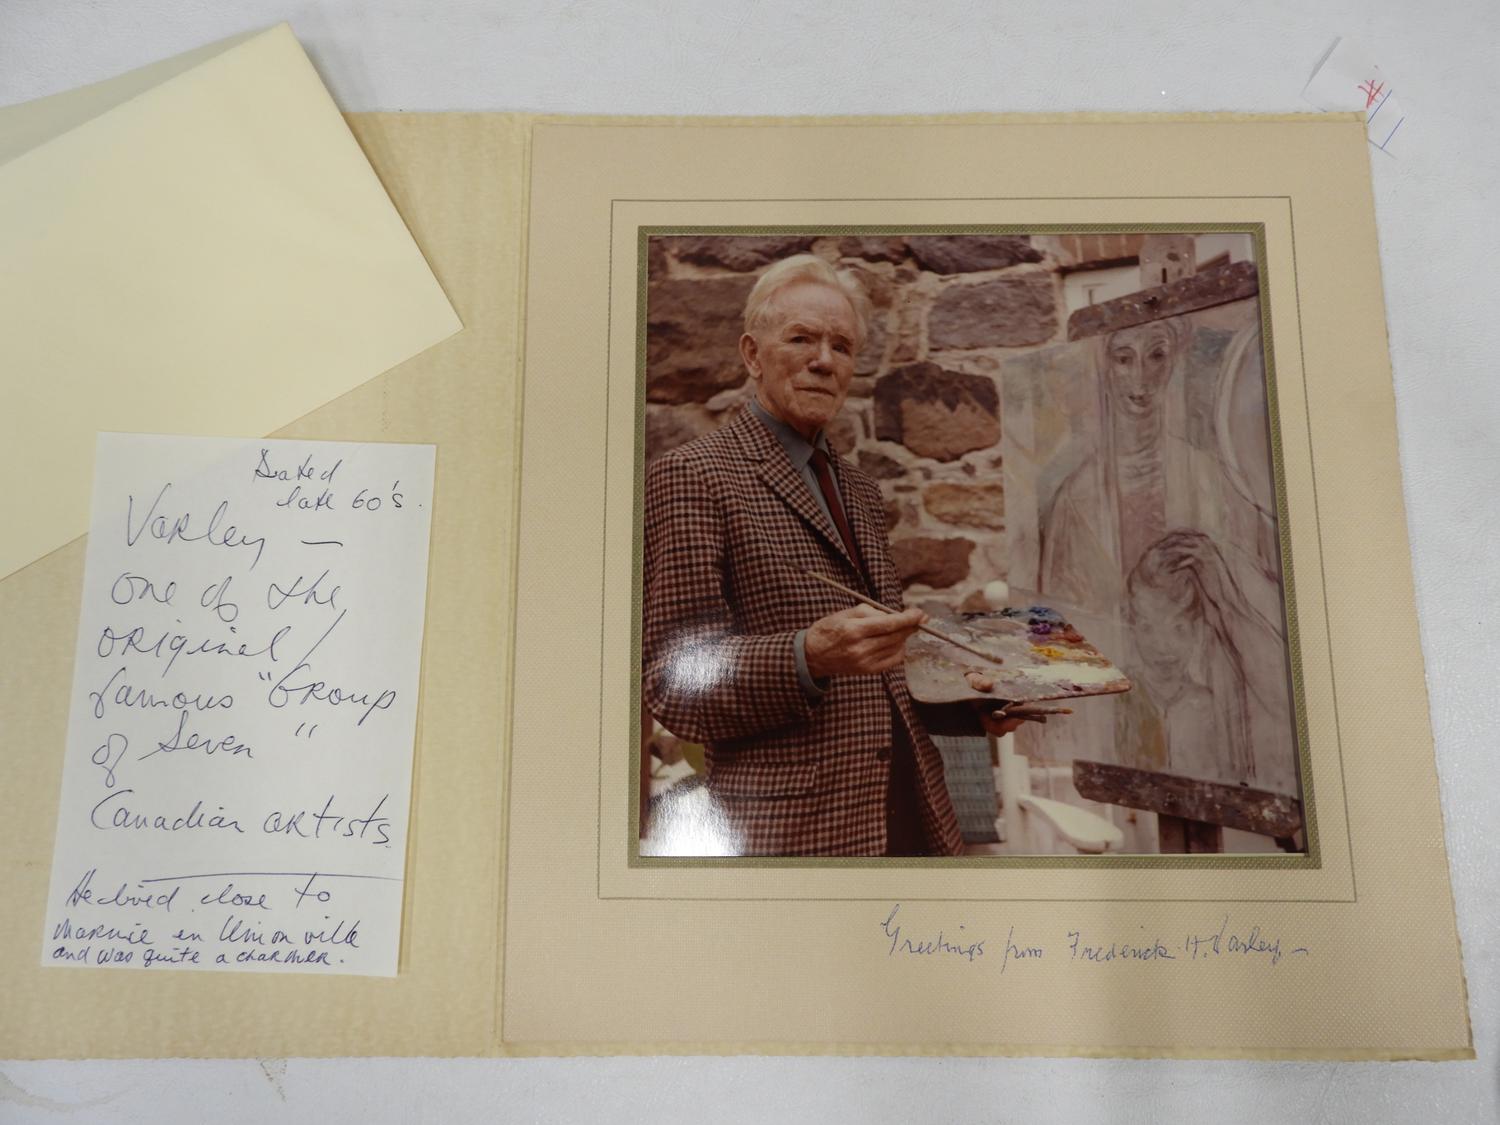 Dated
late 60's.
Varley —
one of the
original /
famous "Group
of Seven"
Canadian artists.
He lived close to
Marnie in Unionville
and was quite a charmer.
Greetings from Frederick H. Varley. —
#1